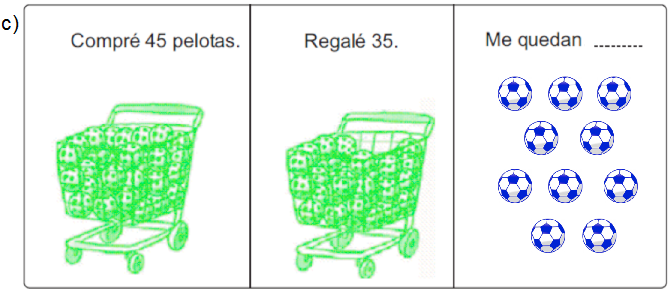 c)
Compré 45 pelotas.
Regalé 35.
Me quedan ........